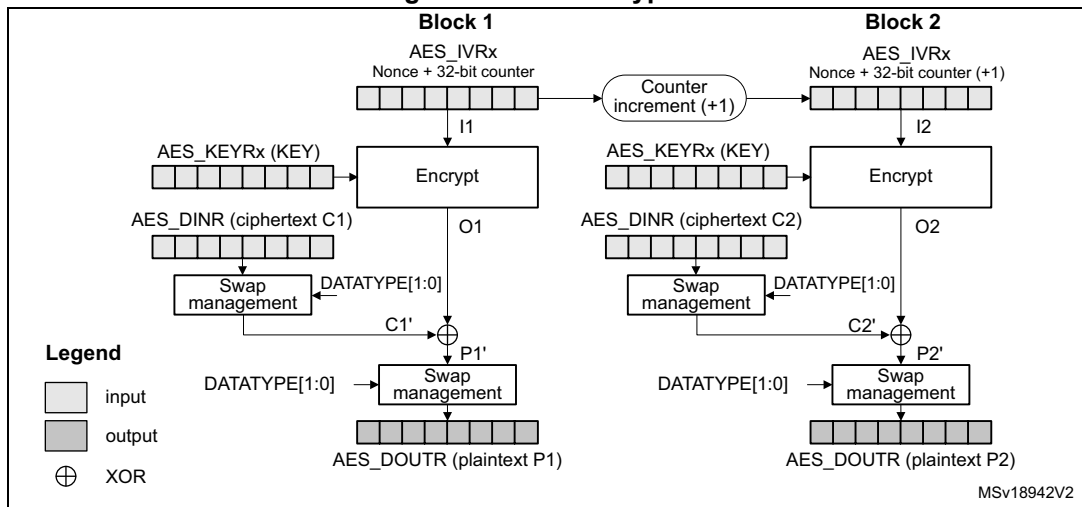 Block 1
Block 2
AES_IVRx
Nonce + 32-bit counter
AES_IVRx
Nonce + 32-bit counter (+1)
Counter
increment (+1)
I1
I2
AES_KEYRx (KEY)
Encrypt
AES_KEYRx (KEY)
Encrypt
AES_DINR (ciphertext C1)
O1
AES_DINR (ciphertext C2)
O2
Swap
management
DATATYPE[1:0]
Swap
management
DATATYPE[1:0]
C1'
C2'
Legend
P1'
P2'
input
DATATYPE[1:0]
Swap
management
DATATYPE[1:0]
Swap
management
output
AES_DOUTR (plaintext P1)
AES_DOUTR (plaintext P2)
XOR
MSv18942V2